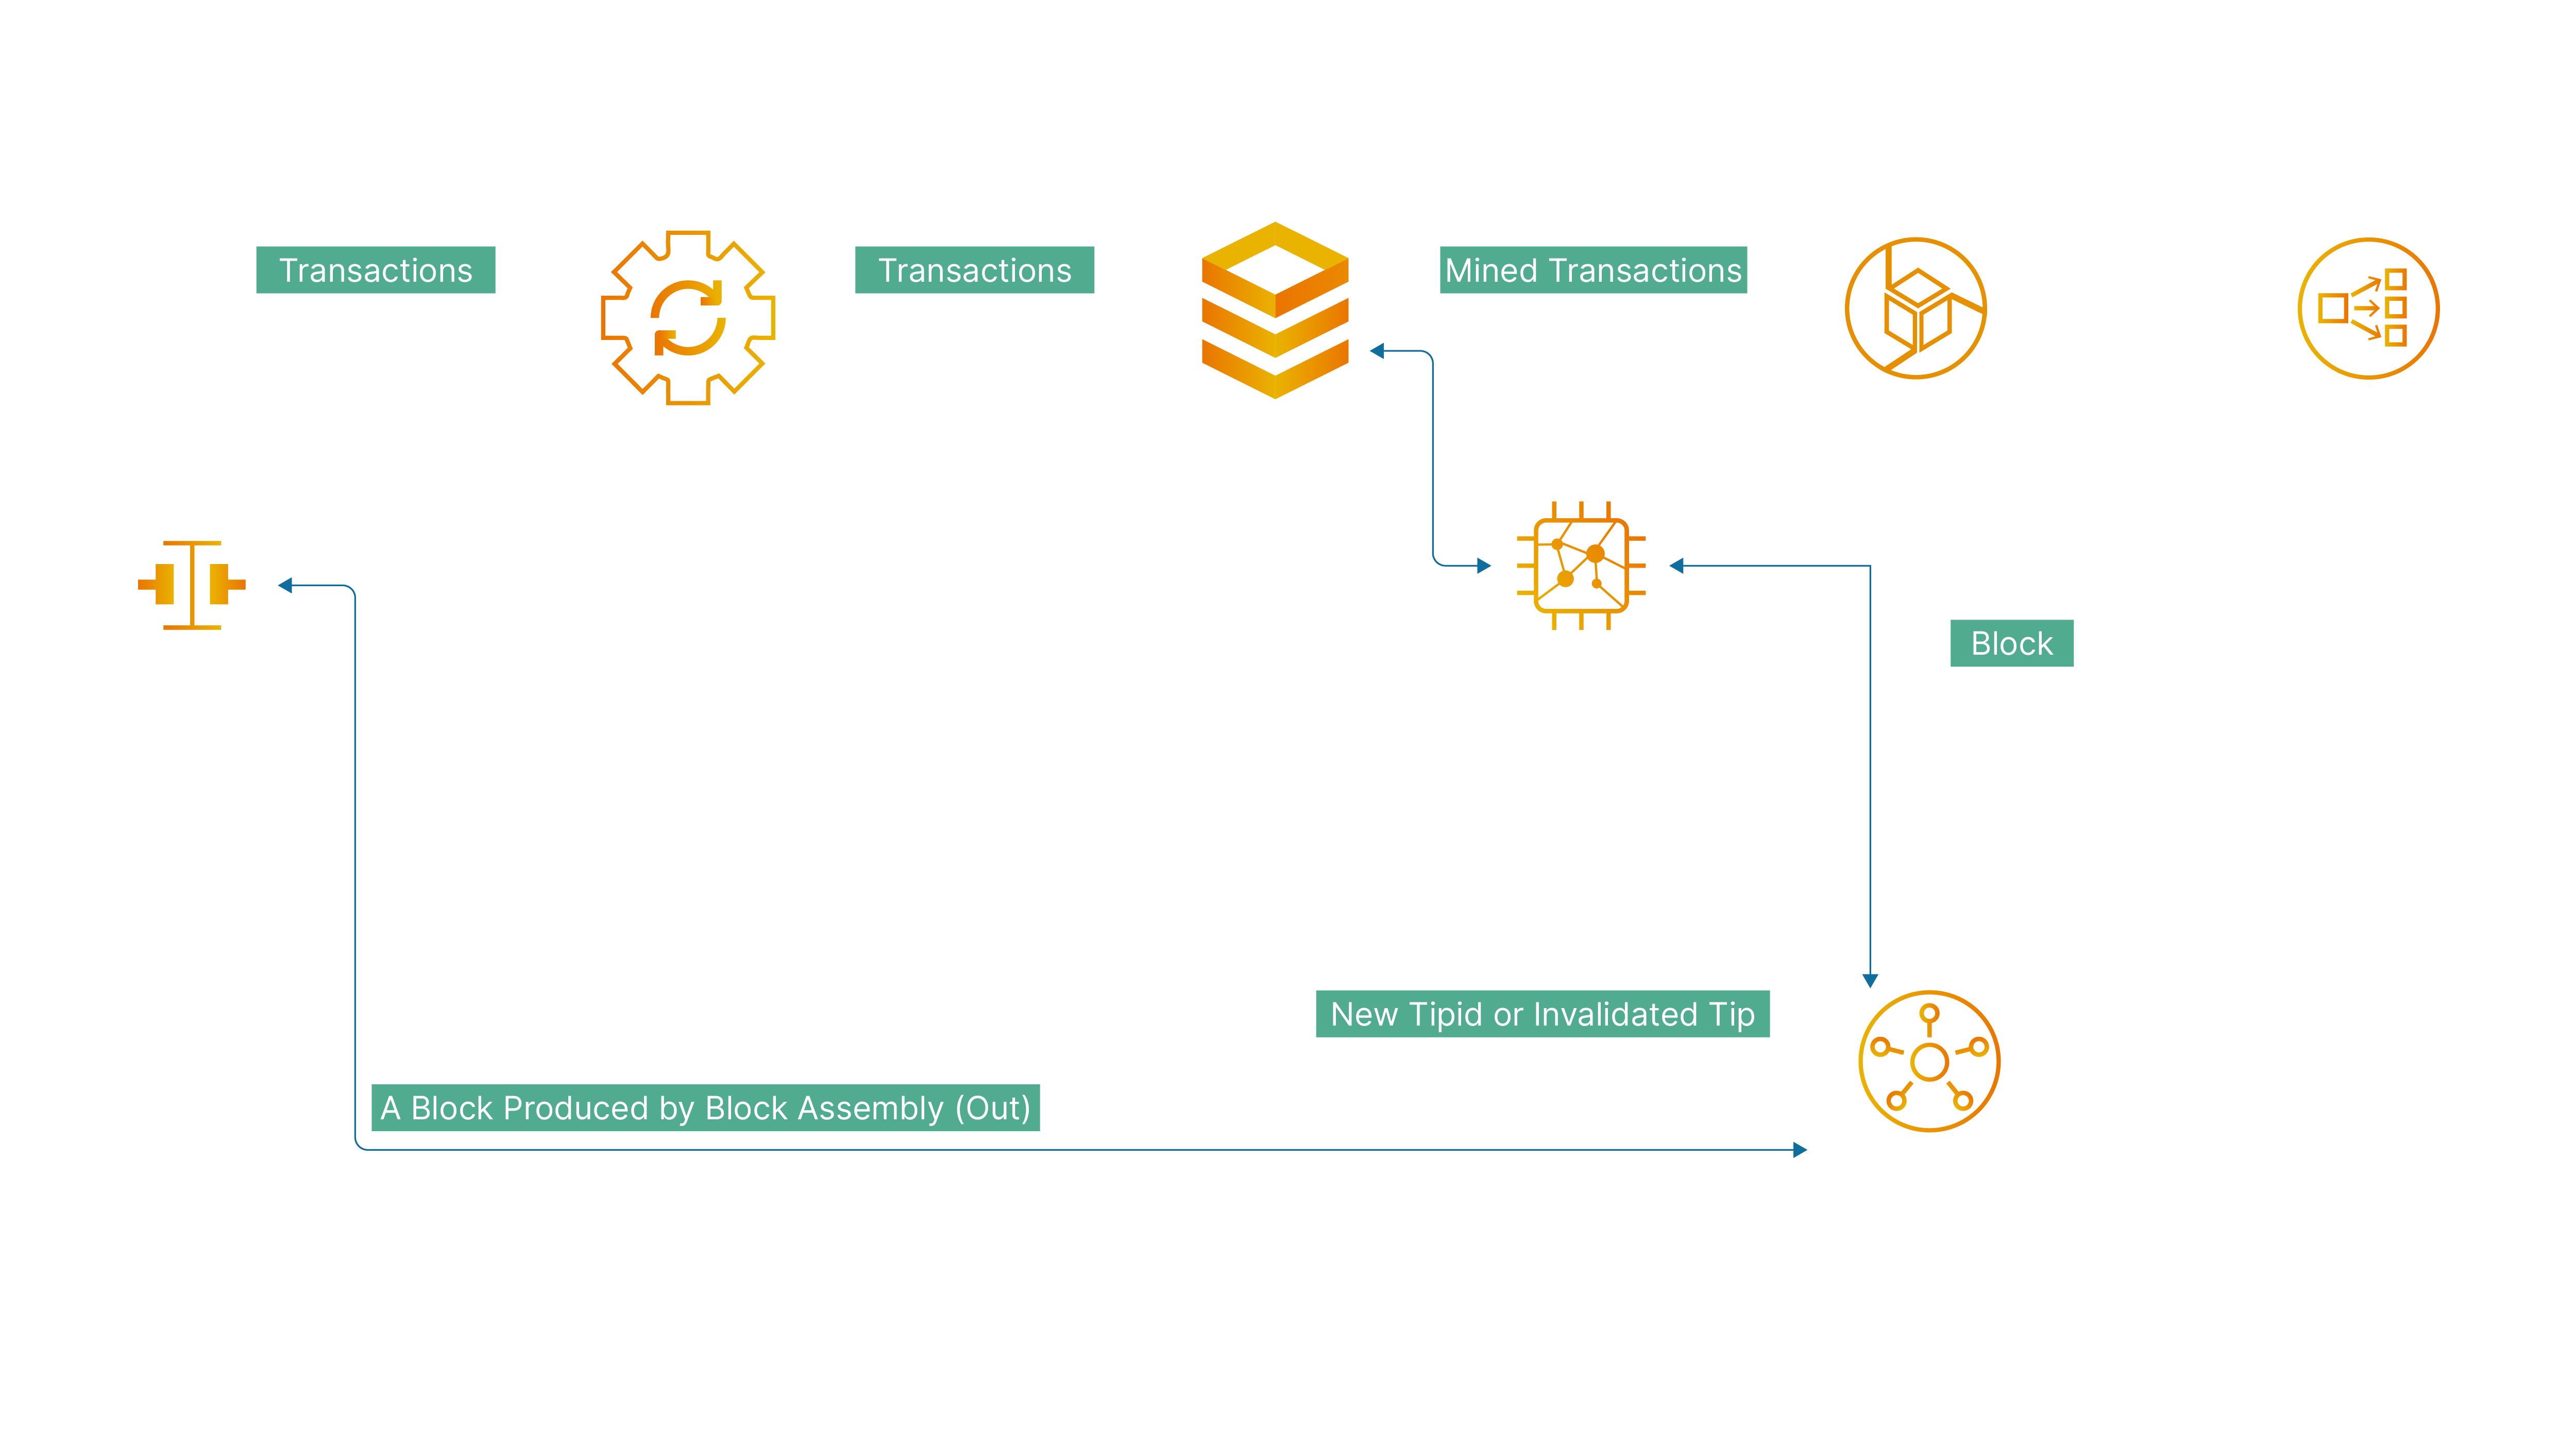 Transactions
Transactions
Mined Transactions
Block
New Tipid or Invalidated Tip
A Block Produced by Block Assembly (Out)